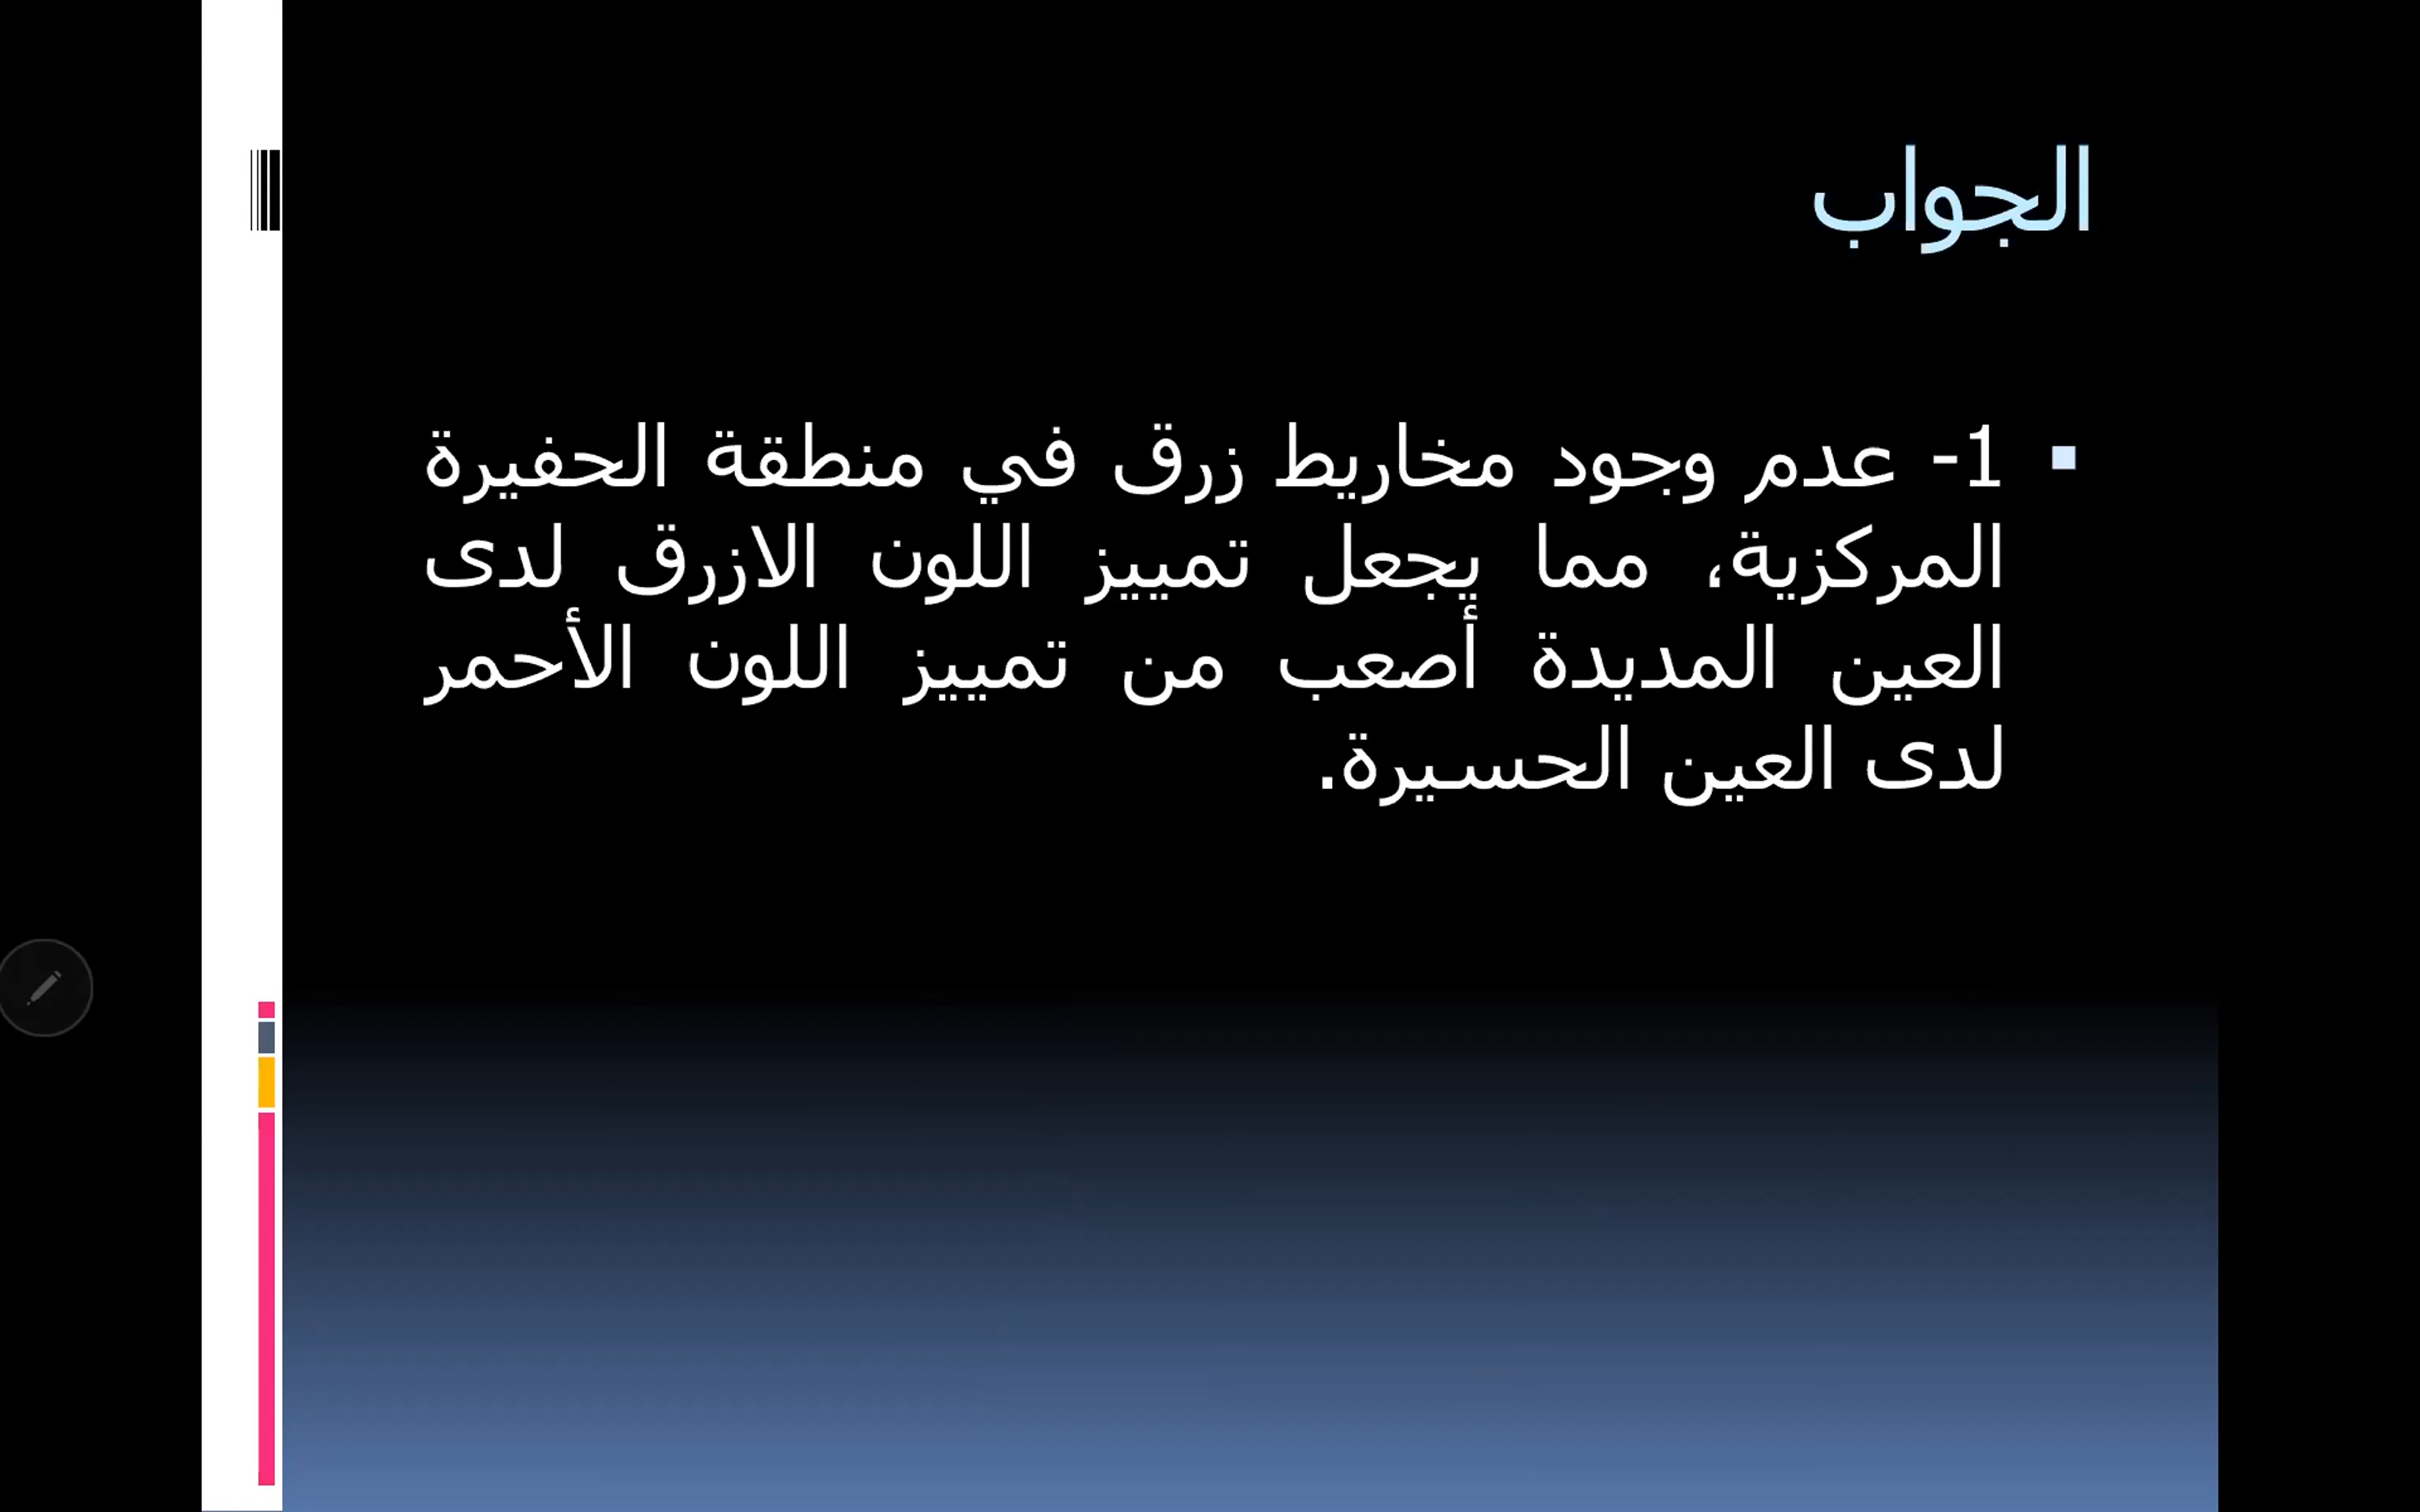 الجواب
1- عدم وجود مخاريط زرق في منطقة الحفيرة
المركزية، مما يجعل تمييز اللون الازرق لدى
العين المديدة أصعب من تمييز اللون الأحمر
لدى العين الحسيرة.